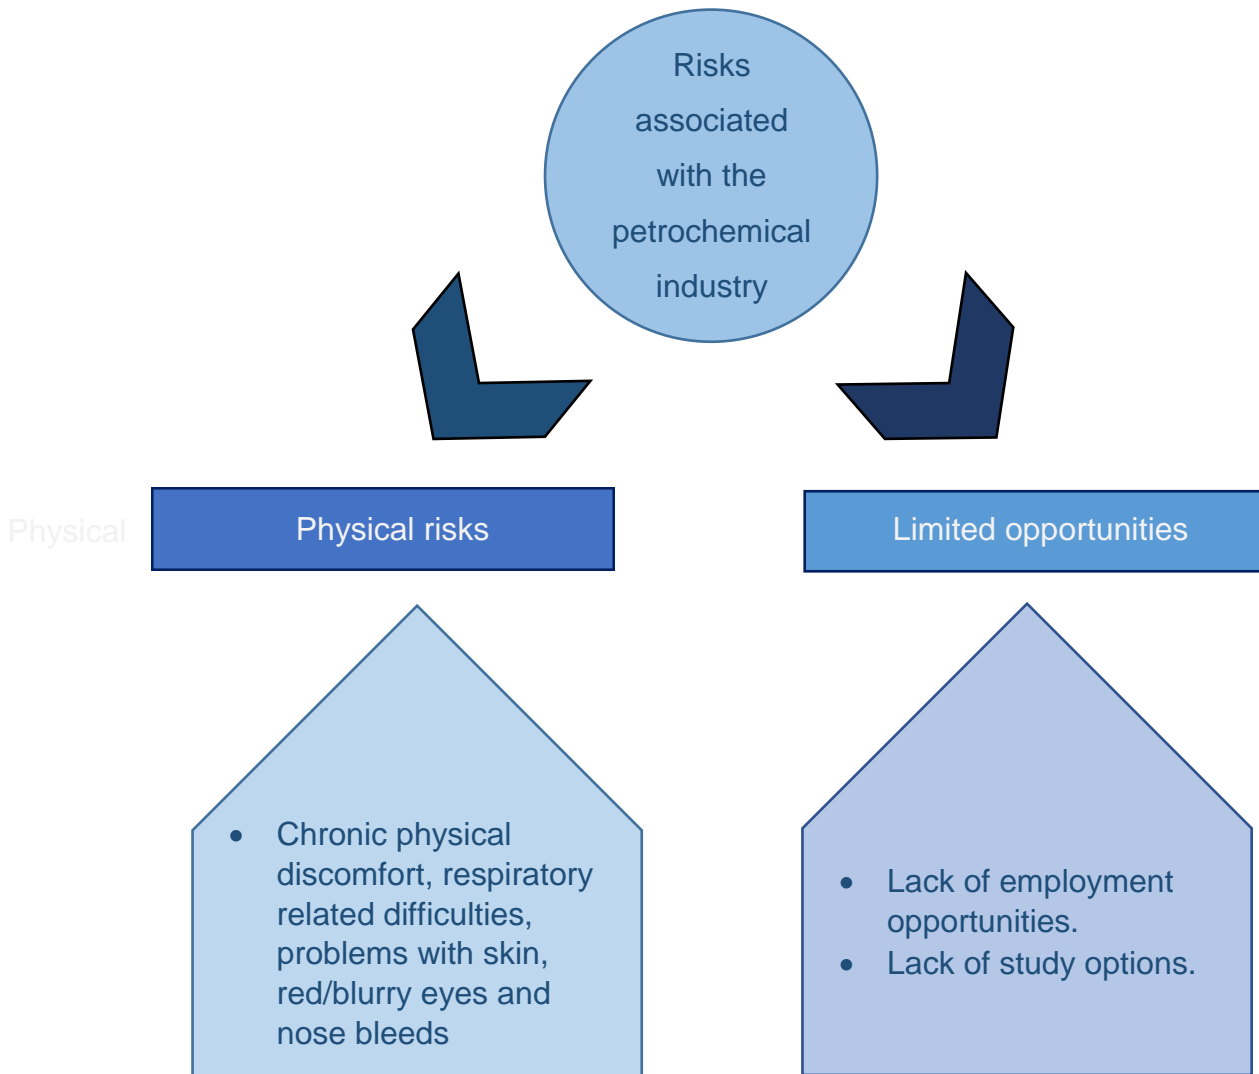 Risks
associated
with the
petrochemical
industry
Physical
Physical risks
Limited opportunities
• Chronic physical
discomfort, respiratory
related difficulties,
problems with skin,
red/blurry eyes and
nose bleeds
• Lack of employment
opportunities.
• Lack of study options.